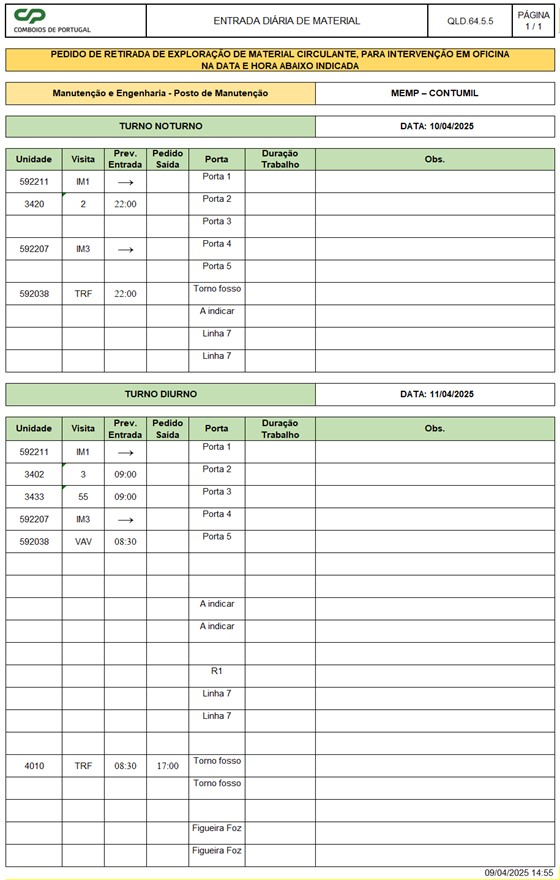 CP
COMBOIOS DE PORTUGAL
ENTRADA DIÁRIA DE MATERIAL
QLD.64.5.5
PÁGINA
1 / 1
PEDIDO DE RETIRADA DE EXPLORAÇÃO DE MATERIAL CIRCULANTE, PARA INTERVENÇÃO EM OFICINA
NA DATA E HORA ABAIXO INDICADA
Manutenção e Engenharia - Posto de Manutenção MEMP – CONTUMIL
TURNO NOTURNO DATA: 10/04/2025
Unidade Visita Prev. Entrada Pedido Saída Porta Duração Trabalho Obs.
592211 IM1 → Porta 1
3420 2 22:00 Porta 2
Porta 3
592207 IM3 → Porta 4
Porta 5
592038 TRF 22:00 Torno fosso
A indicar
Linha 7
Linha 7
TURNO DIURNO DATA: 11/04/2025
Unidade Visita Prev. Entrada Pedido Saída Porta Duração Trabalho Obs.
592211 IM1 → Porta 1
3402 3 09:00 Porta 2
3433 55 09:00 Porta 3
592207 IM3 → Porta 4
592038 VAV 08:30 Porta 5
A indicar
A indicar
R1
Linha 7
Linha 7
4010 TRF 08:30 17:00 Torno fosso
Torno fosso
Figueira Foz
Figueira Foz
09/04/2025 14:55